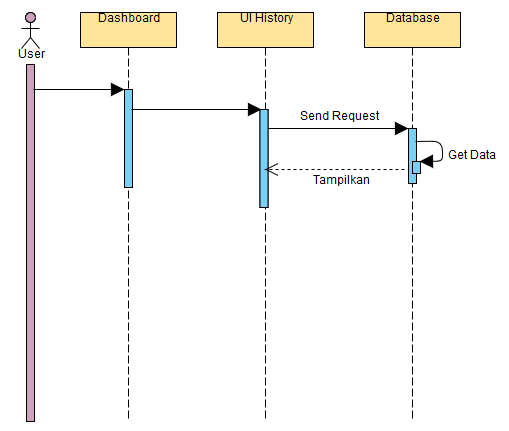 Dashboard
UI History
Database
User
Send Request
Get Data
Tampilkan